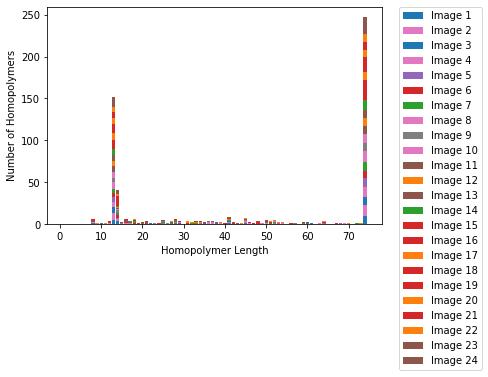 250
200
150
100
50
0
Number of Homopolymers
0 10 20 30 40 50 60 70
Homopolymer Length
Image 1
Image 2
Image 3
Image 4
Image 5
Image 6
Image 7
Image 8
Image 9
Image 10
Image 11
Image 12
Image 13
Image 14
Image 15
Image 16
Image 17
Image 18
Image 19
Image 20
Image 21
Image 22
Image 23
Image 24